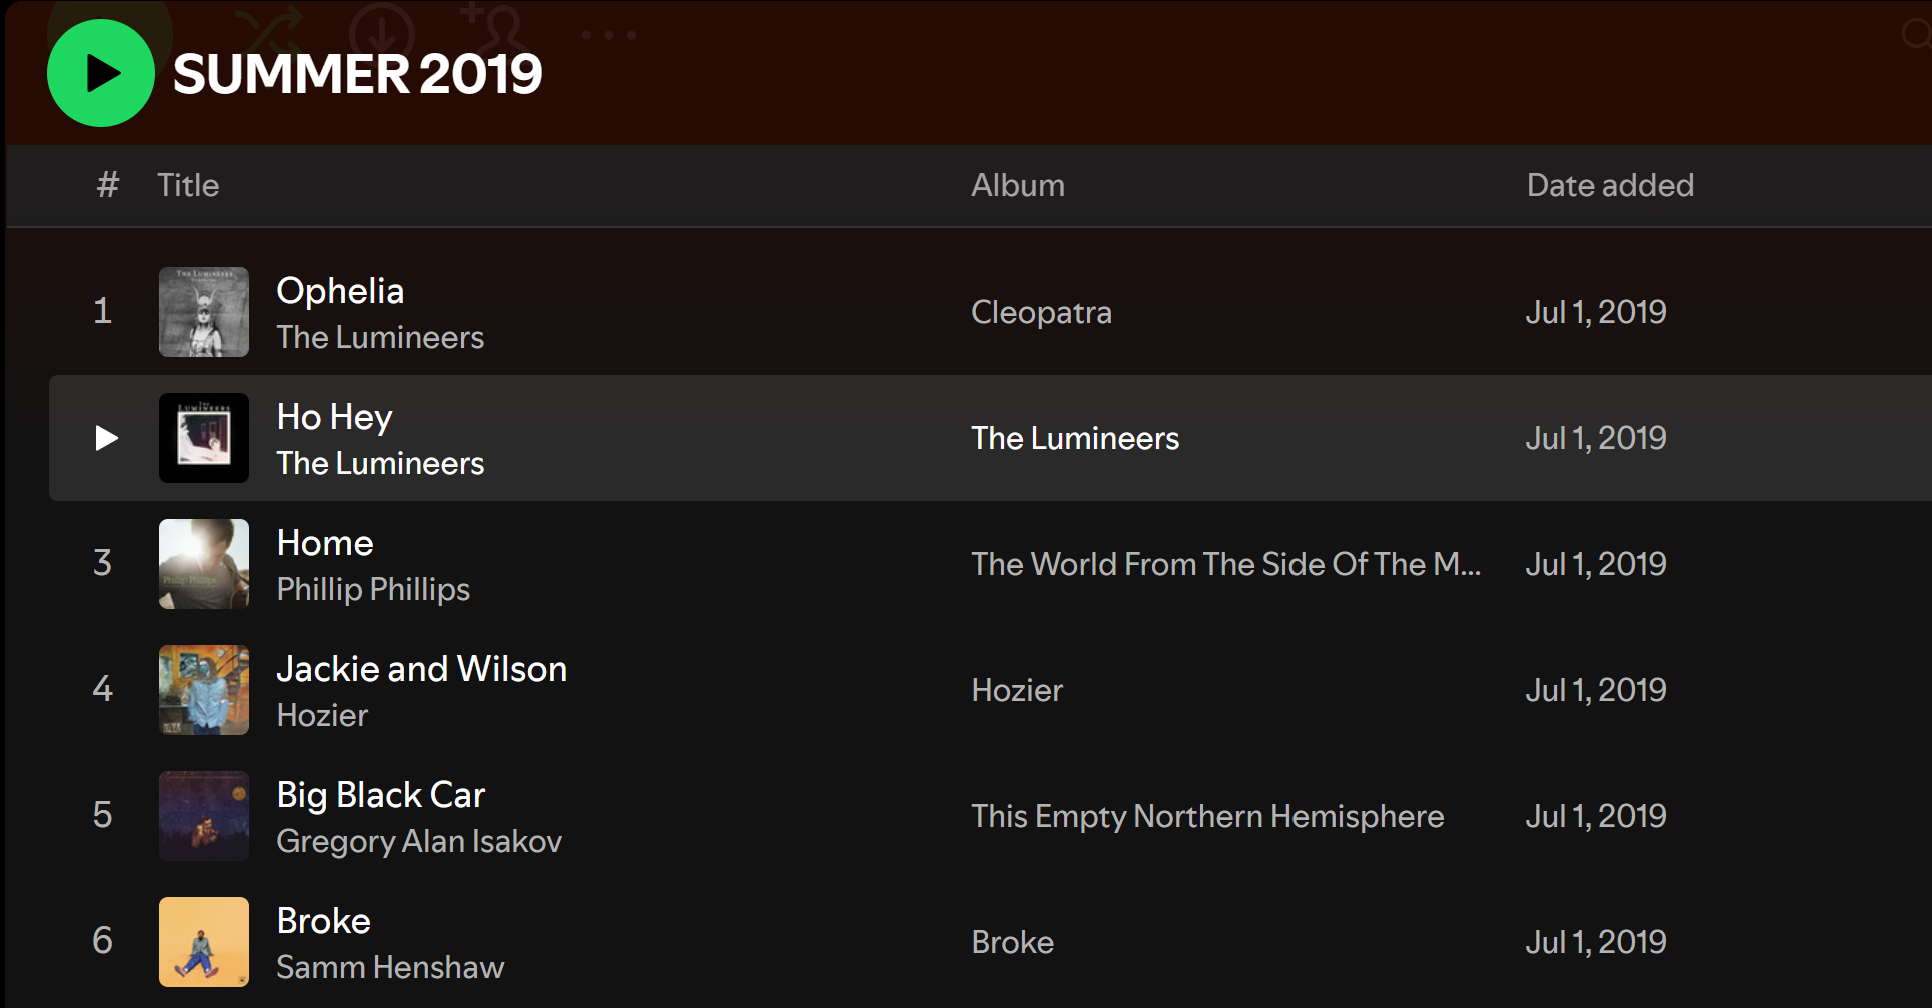 SUMMER 2019
# Title Album Date added
1
Ophelia
The Lumineers
Cleopatra
Jul 1, 2019
Ho Hey
The Lumineers
The Lumineers
Jul 1, 2019
3
Home
Phillip Phillips
The World From The Side Of The M...
Jul 1, 2019
4
Jackie and Wilson
Hozier
Hozier
Jul 1, 2019
5
Big Black Car
Gregory Alan Isakov
This Empty Northern Hemisphere
Jul 1, 2019
6
Broke
Samm Henshaw
Broke
Jul 1, 2019